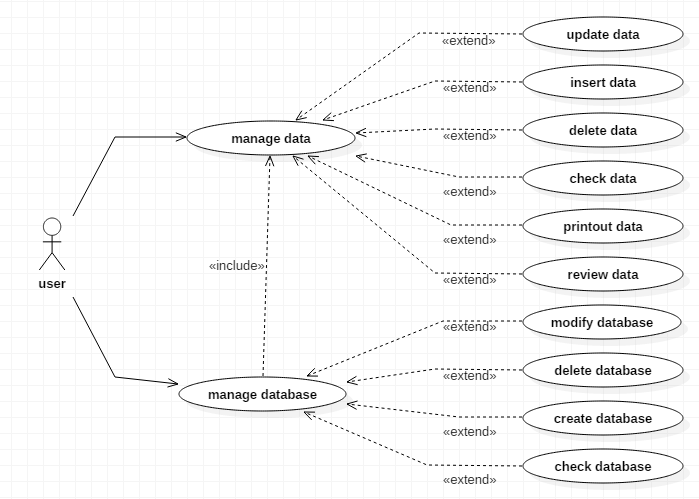 update data
«extend»
insert data
«extend»
manage data
delete data
«extend»
check data
«extend»
printout data
«extend»
«include»
review data
«extend»
user
modify database
«extend»
delete database
«extend»
manage database
create database
«extend»
check database
«extend»